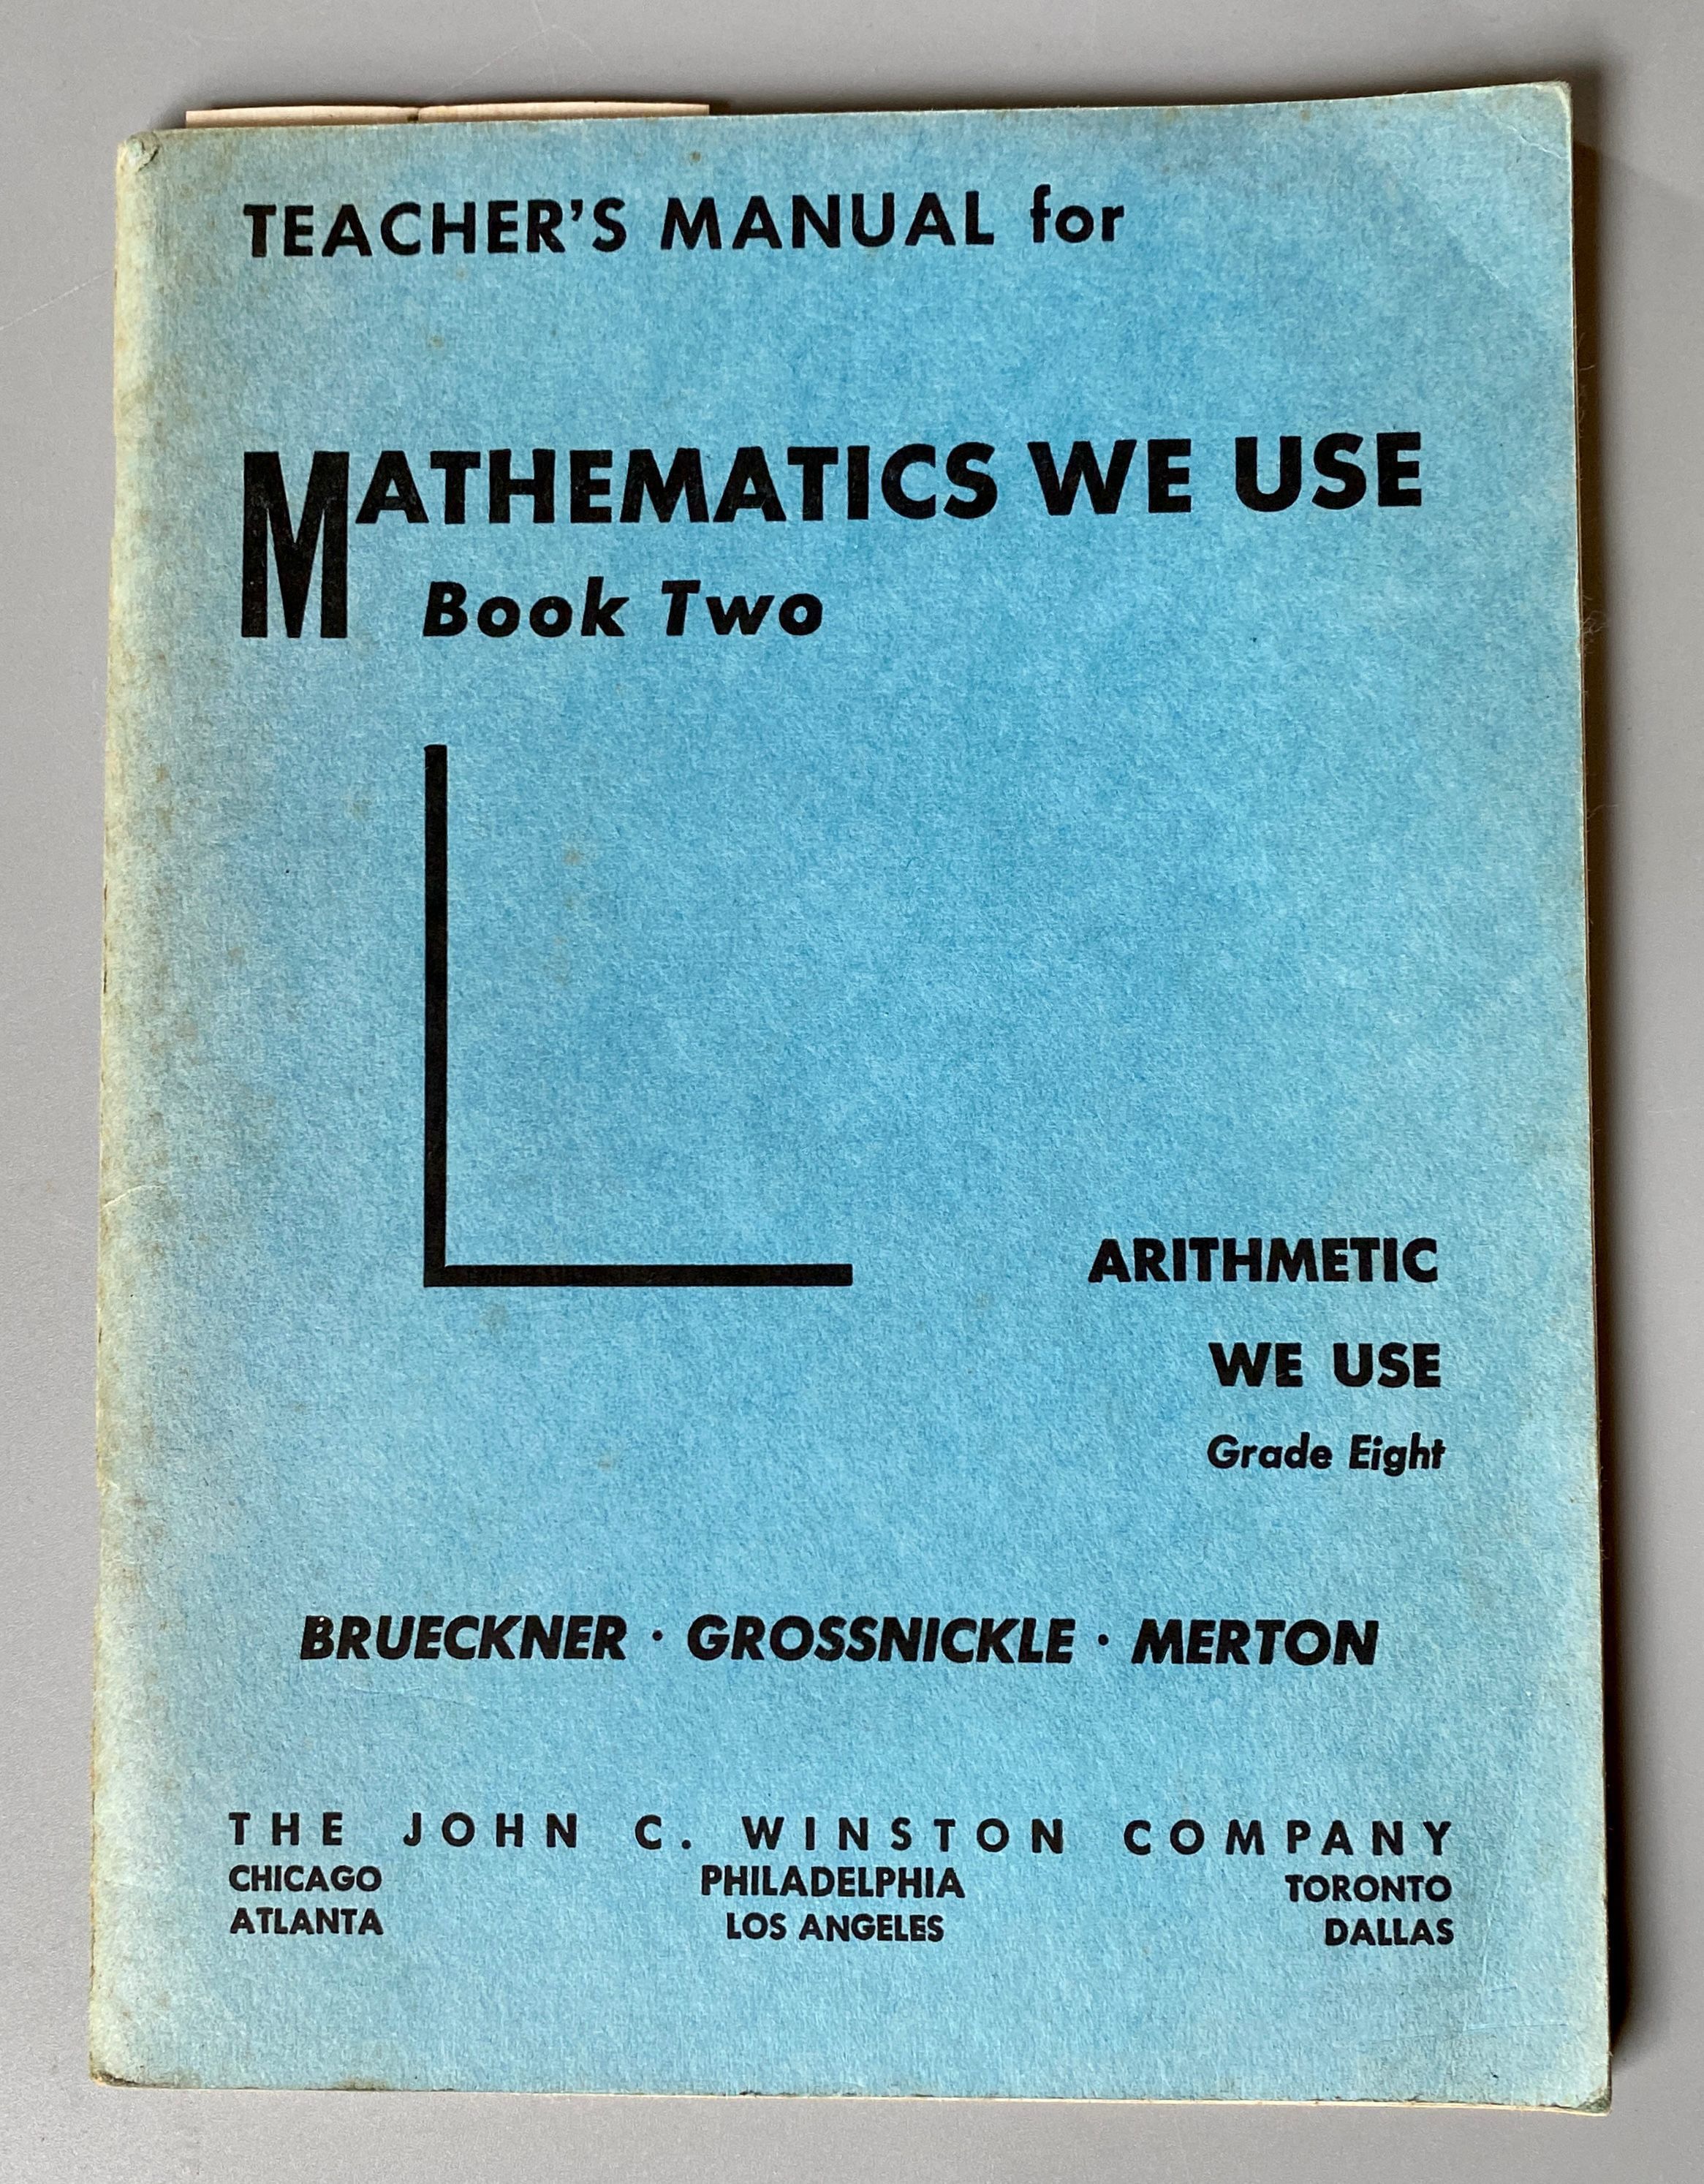 TEACHER'S MANUAL for
MATHEMATICS WE USE
Book Two
ARITHMETIC
WE USE
Grade Eight
BRUECKNER · GROSSNICKLE · MERTON
THE JOHN C. WINSTON COMPANY
CHICAGO PHILADELPHIA TORONTO
ATLANTA LOS ANGELES DALLAS